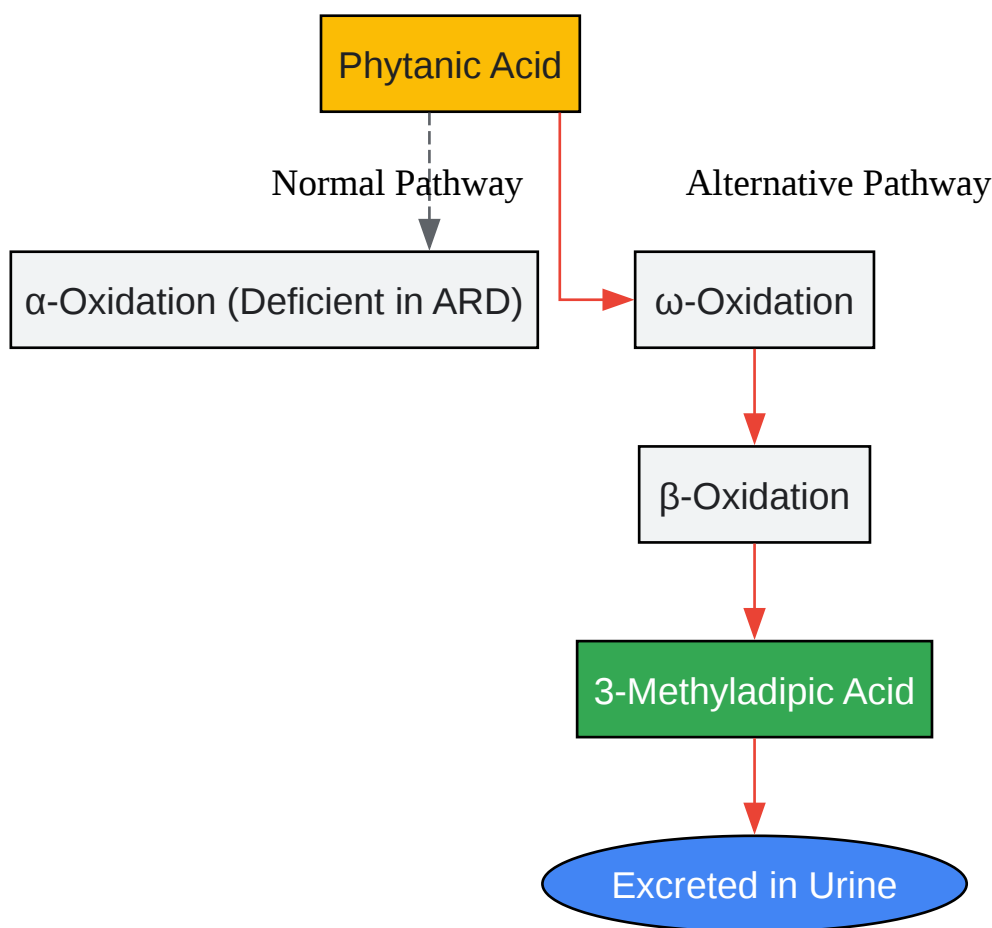 Phytanic Acid
Normal Pathway
Alternative Pathway
α-Oxidation (Deficient in ARD)
ω-Oxidation
β-Oxidation
3-Methyladipic Acid
Excreted in Urine